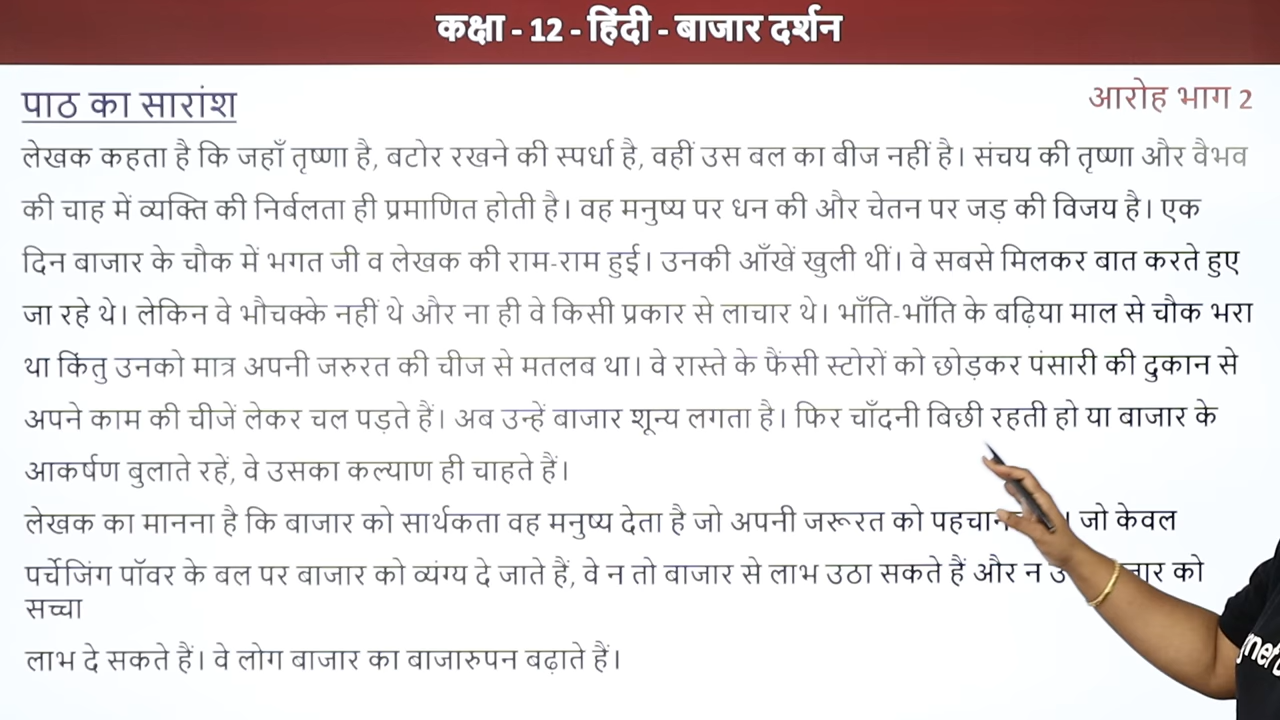 कक्षा - 12 - हिंदी - बाजार दर्शन
पाठ का सारांश
आरोह भाग 2
लेखक कहता है कि जहाँ तृष्णा है, बटोर रखने की स्पर्धा है, वहीं उस बल का बीज नहीं है। संचय की तृष्णा और वैभव
की चाह में व्यक्ति की निर्बलता ही प्रमाणित होती है। वह मनुष्य पर धन की और चेतन पर जड़ की विजय है। एक
दिन बाजार के चौक में भगत जी व लेखक की राम-राम हुई। उनकी आँखें खुली थीं। वे सबसे मिलकर बात करते हुए
जा रहे थे। लेकिन वे भौचक्के नहीं थे और ना ही वे किसी प्रकार से लाचार थे। भाँति-भाँति के बढ़िया माल से चौक भरा
था किंतु उनको मात्र अपनी जरुरत की चीज से मतलब था। वे रास्ते के फैंसी स्टोरों को छोड़कर पंसारी की दुकान से
अपने काम की चीजें लेकर चल पड़ते हैं। अब उन्हें बाजार शून्य लगता है। फिर चाँदनी बिछी रहती हो या बाजार के
आकर्षण बुलाते रहें, वे उसका कल्याण ही चाहते हैं।
लेखक का मानना है कि बाजार को सार्थकता वह मनुष्य देता है जो अपनी जरूरत को । जो केवल
पर्चेजिंग पॉवर के बल पर बाजार को व्यंग्य दे जाते हैं, वे न तो बाजार से लाभ उठा सकते हैं और न को
सच्चा
लाभ दे सकते हैं। वे लोग बाजार का बाजारुपन बढ़ाते हैं।